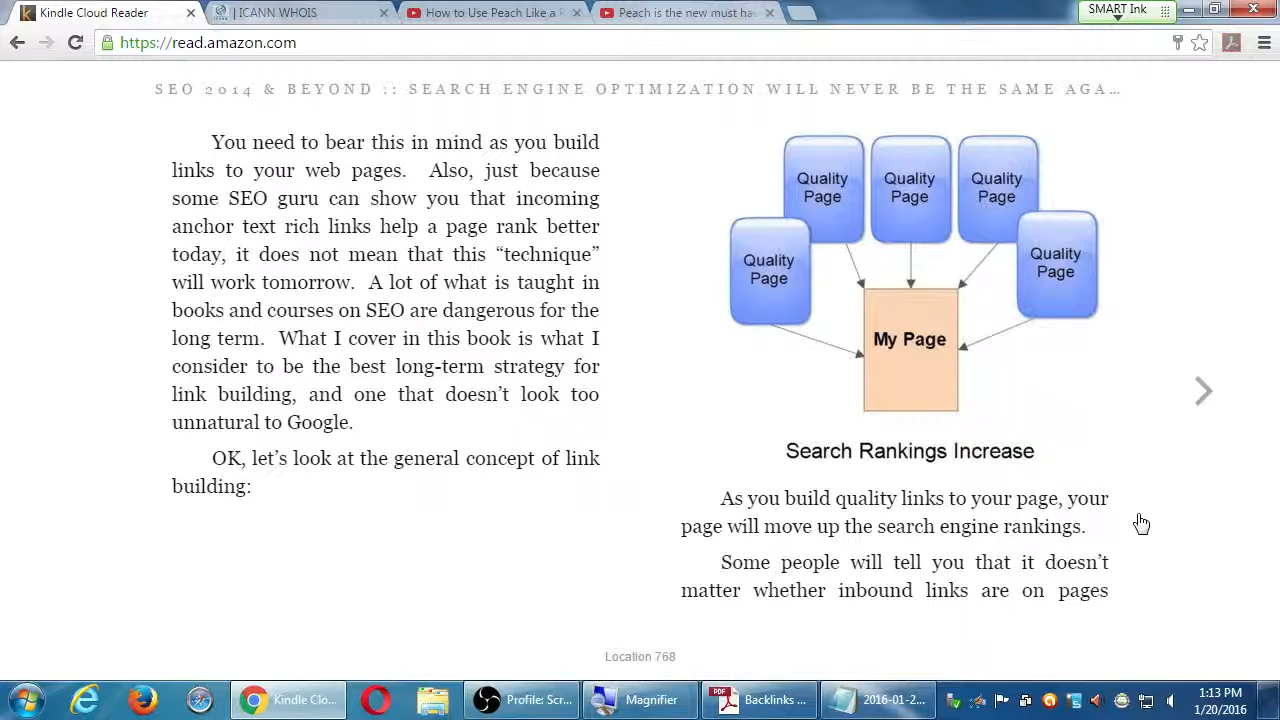 Kindle Cloud Reader
| ICANN WHOIS
How to Use Peach Like a
Peach is the new must ha
SMART Ink
https://read.amazon.com
SEO 2014 & BEYOND :: SEARCH ENGINE OPTIMIZATION WILL NEVER BE THE SAME AGA...
You need to bear this in mind as you build
links to your web pages. Also, just because
some SEO guru can show you that incoming
anchor text rich links help a page rank better
today, it does not mean that this “technique”
will work tomorrow. A lot of what is taught in
books and courses on SEO are dangerous for the
long term. What I cover in this book is what I
consider to be the best long-term strategy for
link building, and one that doesn’t look too
unnatural to Google.
OK, let’s look at the general concept of link
building:
Quality
Page
Quality
Page
Quality
Page
Quality
Page
Quality
Page
My Page
Search Rankings Increase
As you build quality links to your page, your
page will move up the search engine rankings.
Some people will tell you that it doesn’t
matter whether inbound links are on pages
Location 768
Kindle Clo...
Profile: Scr...
Magnifier
PDF
Backlinks ...
2016-01-2...
1:13 PM
1/20/2016